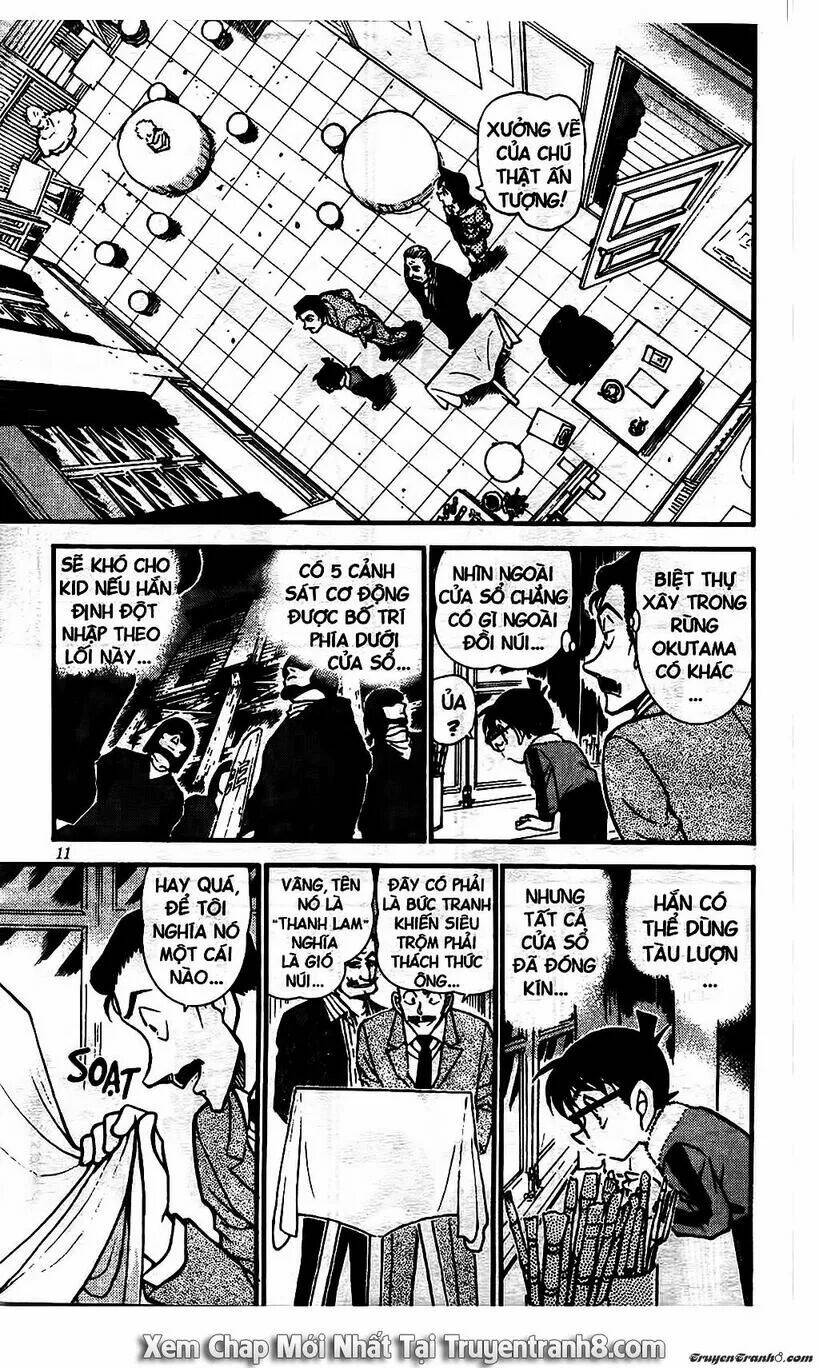 XƯỞNG VẼ
CỦA CHÚ
THẬT ẤN
TƯỢNG!
BIỆT THỰ
XÂY TRONG
RỪNG
OKUTAMA
CÓ KHÁC
...
NHÌN NGOÀI
CỬA SỔ CHẲNG
CÓ GÌ NGOÀI
ĐỒI NÚI...
ỦA
?
CÓ 5 CẢNH
SÁT CƠ ĐỘNG
ĐƯỢC BỐ TRÍ
PHÍA DƯỚI
CỬA SỔ...
SẼ KHÓ CHO
KID NẾU HẮN
ĐỊNH ĐỘT
NHẬP THEO
LỐI NÀY...
11
HẮN CÓ
THỂ DÙNG
TÀU LƯỢN
...
NHƯNG
TẤT CẢ
CỬA SỔ
ĐÃ ĐÓNG
KÍN...
ĐÂY CÓ PHẢI
LÀ BỨC TRANH
KHIẾN SIÊU
TRỘM PHẢI
THÁCH THỨC
ÔNG...
VÂNG, TÊN
NÓ LÀ
"THANH LAM"
NGHĨA
LÀ GIÓ
NÚI...
HAY QUÁ,
ĐỂ TÔI
NGHÍA NÓ
MỘT CÁI
NÀO...
SOẠT
Xem Chap Mới Nhất Tại Truyentranh8.com
TruyenTranh8.com